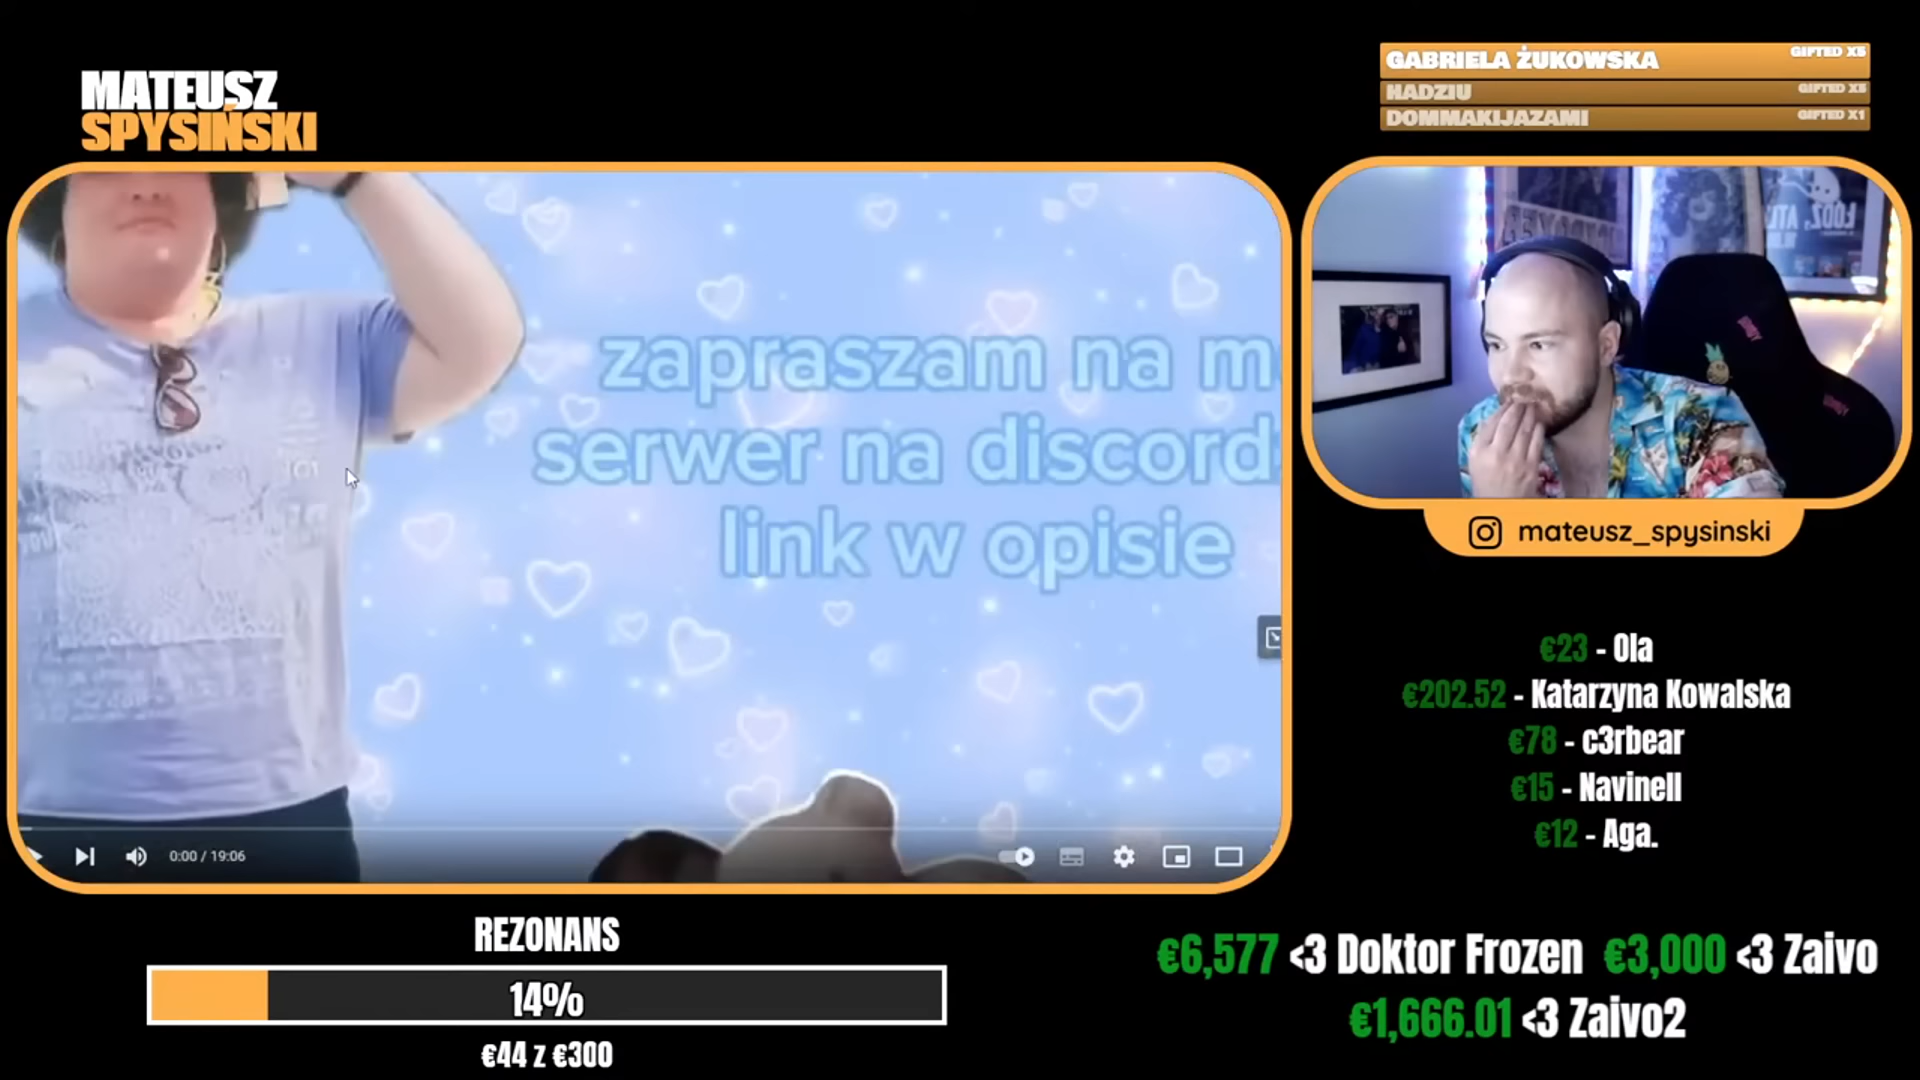 MATEUSZ
SPYSIŃSKI
GABRIELA ŻUKOWSKA GIFTED X5
HADZIU GIFTED X5
DOMMAKIJAZAMI GIFTED X1
zapraszam na m
serwer na discord
link w opisie
0:00 / 19:06
mateusz_spysinski
€23 - Ola
€202.52 - Katarzyna Kowalska
€78 - c3rbear
€15 - Navinell
€12 - Aga.
REZONANS
14%
€44 z €300
€6,577 <3 Doktor Frozen €3,000 <3 Zaivo
€1,666.01 <3 Zaivo2